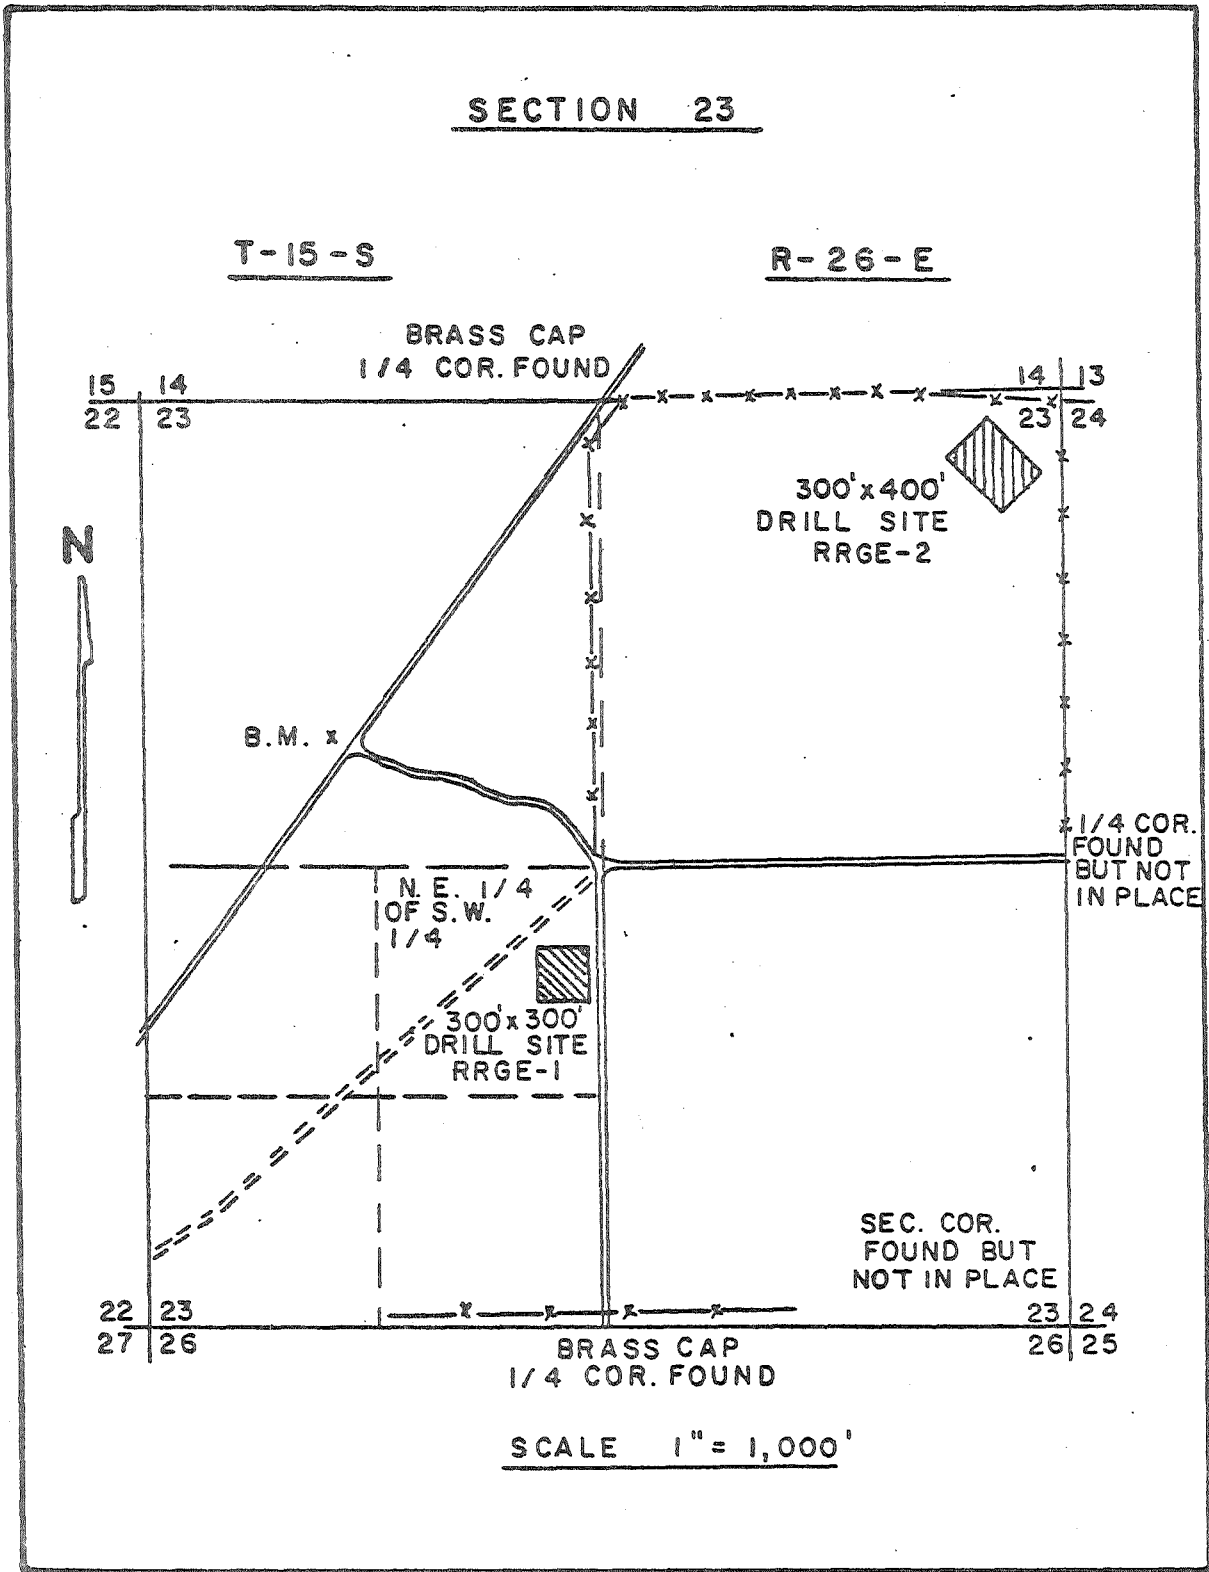 SECTION 23
T-15-S
R-26-E
BRASS CAP
1/4 COR. FOUND
15 14
22 23
14 13
23 24
300' x 400'
DRILL SITE
RRGE-2
N
B.M. x
1/4 COR.
FOUND
BUT NOT
IN PLACE
N. E. 1/4
OF S.W.
1/4
300' x 300'
DRILL SITE
RRGE-1
SEC. COR.
FOUND BUT
NOT IN PLACE
22 23
27 26
23 24
26 25
BRASS CAP
1/4 COR. FOUND
SCALE 1" = 1,000'